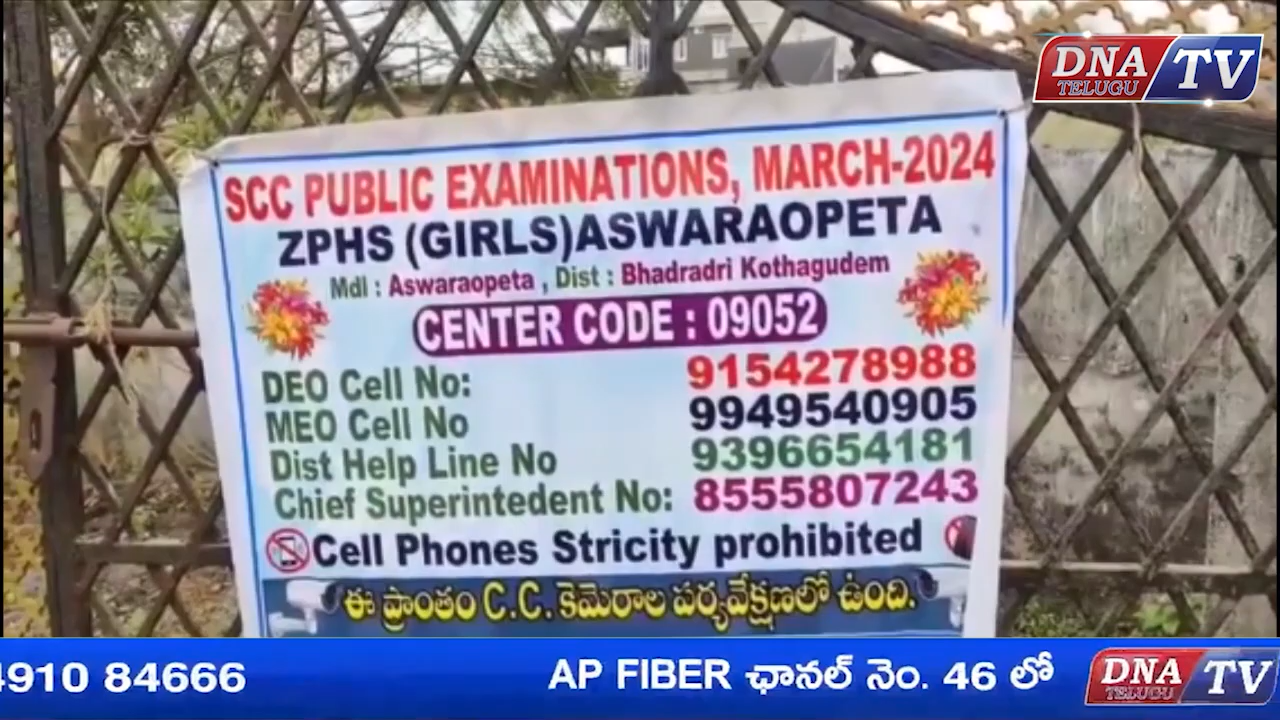 DNA TV
TELUGU
SCC PUBLIC EXAMINATIONS, MARCH-2024
ZPHS (GIRLS)ASWARAOPETA
Mdl : Aswaraopeta , Dist : Bhadradri Kothagudem
CENTER CODE : 09052
DEO Cell No: 9154278988
MEO Cell No 9949540905
Dist Help Line No 9396654181
Chief Superintedent No: 8555807243
Cell Phones Stricity prohibited
ఈ ప్రాంతం C.C. కెమెరాల పర్యవేక్షణలో ఉంది.
4910 84666 AP FIBER ఛానల్ నెం. 46 లో DNA TV
TELUGU